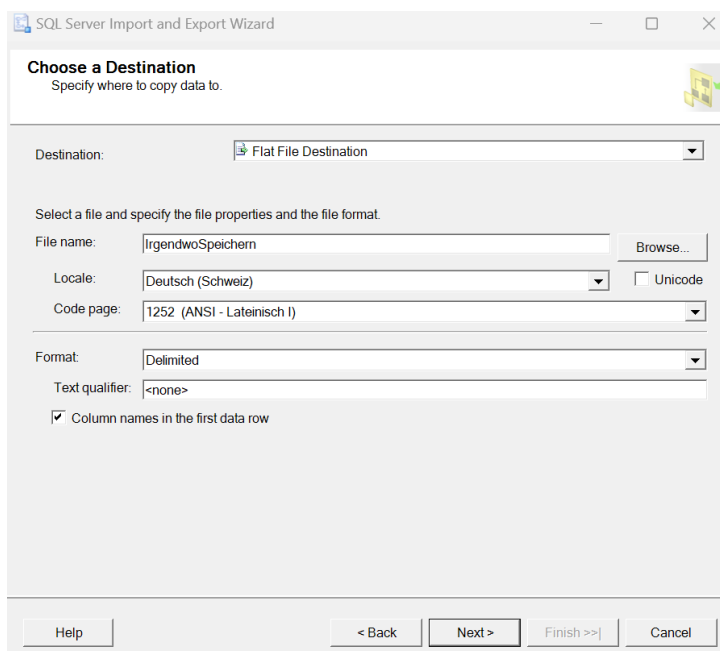 SQL Server Import and Export Wizard
Choose a Destination
Specify where to copy data to.
Destination: Flat File Destination
Select a file and specify the file properties and the file format.
File name: IrgendwoSpeichern Browse...
Locale: Deutsch (Schweiz) Unicode
Code page: 1252 (ANSI - Lateinisch I)
Format: Delimited
Text qualifier: <none>
Column names in the first data row
Help < Back Next > Finish >>| Cancel